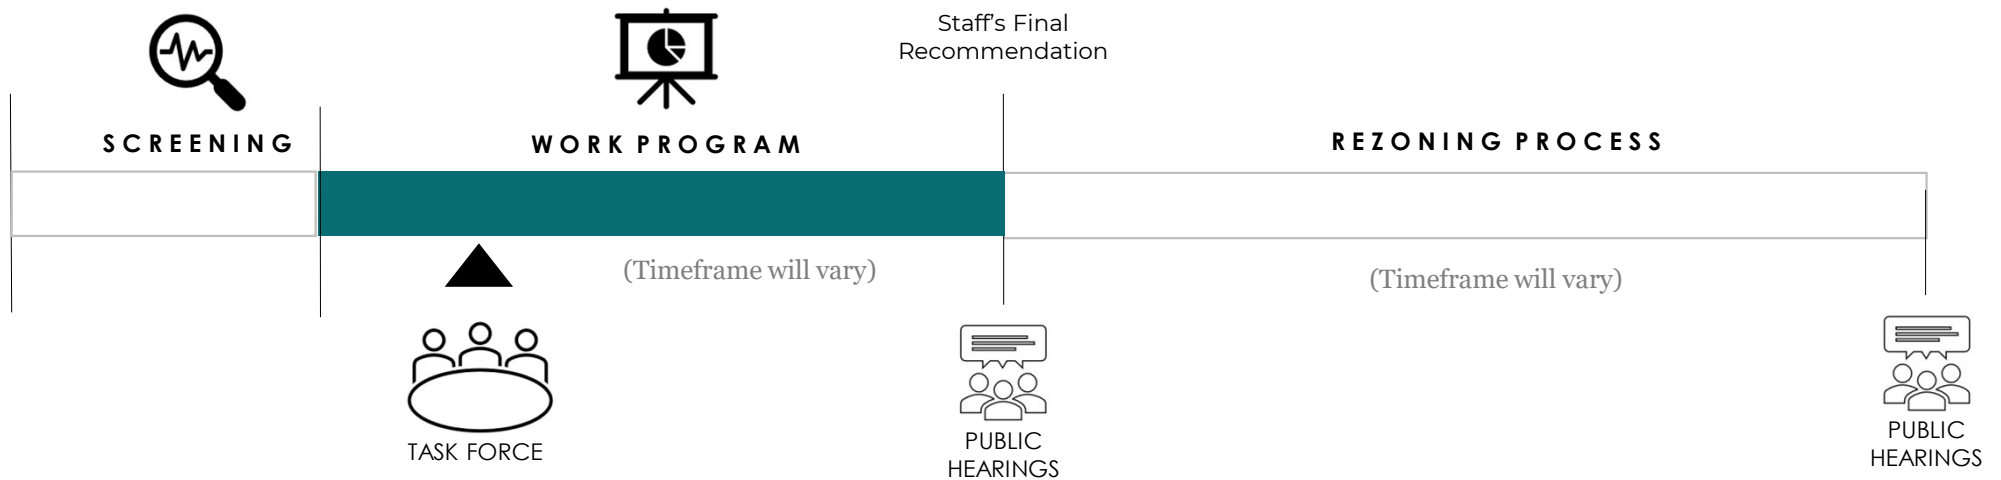 Staff's Final
Recommendation
SCREENING
WORK PROGRAM
REZONING PROCESS
(Timeframe will vary)
(Timeframe will vary)
TASK FORCE
PUBLIC
HEARINGS
PUBLIC
HEARINGS